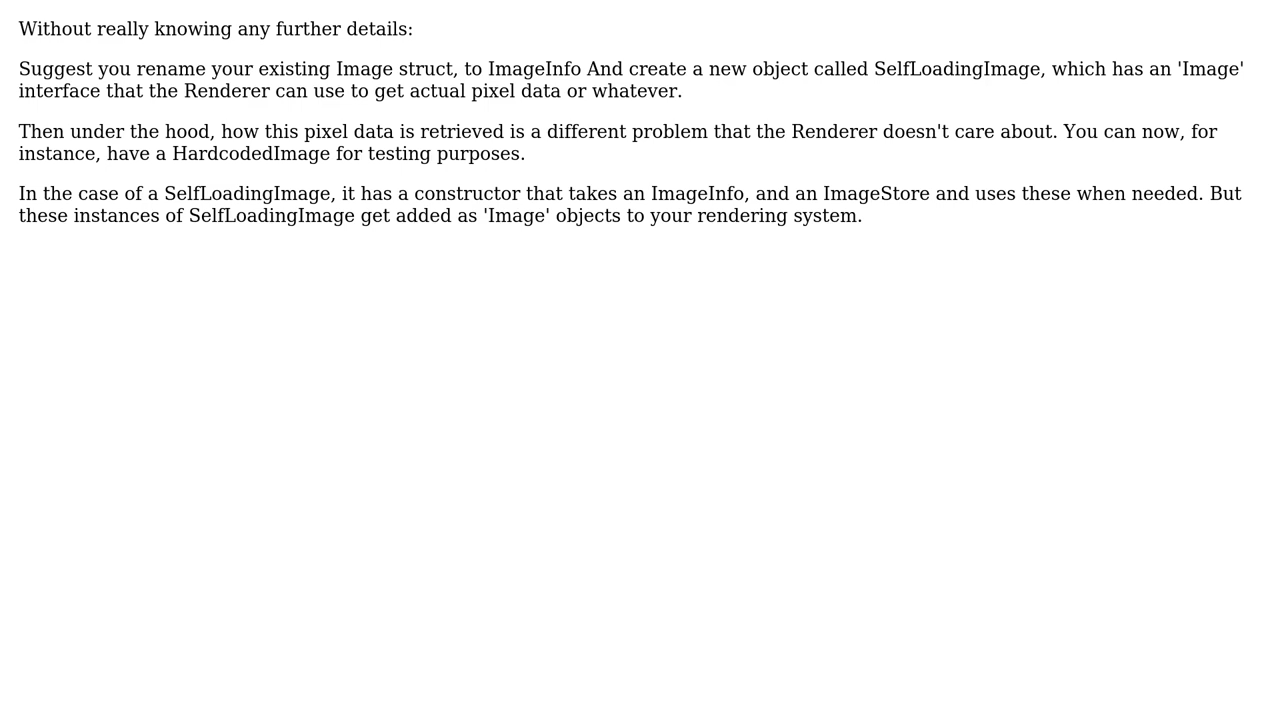 Without really knowing any further details:
Suggest you rename your existing Image struct, to ImageInfo And create a new object called SelfLoadingImage, which has an 'Image'
interface that the Renderer can use to get actual pixel data or whatever.
Then under the hood, how this pixel data is retrieved is a different problem that the Renderer doesn't care about. You can now, for
instance, have a HardcodedImage for testing purposes.
In the case of a SelfLoadingImage, it has a constructor that takes an ImageInfo, and an ImageStore and uses these when needed. But
these instances of SelfLoadingImage get added as 'Image' objects to your rendering system.